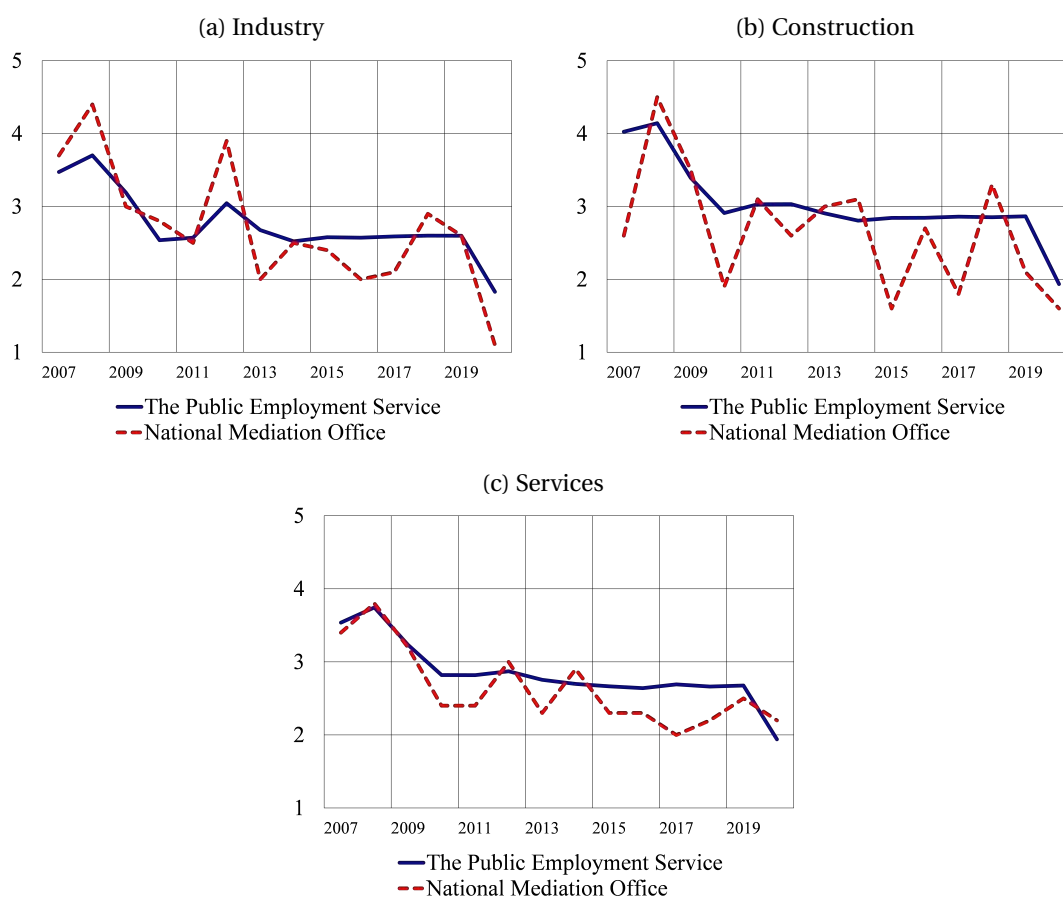 (a) Industry
5
4
3
2
1
2007 2009 2011 2013 2015 2017 2019
The Public Employment Service
National Mediation Office
(b) Construction
5
4
3
2
1
2007 2009 2011 2013 2015 2017 2019
The Public Employment Service
National Mediation Office
(c) Services
5
4
3
2
1
2007 2009 2011 2013 2015 2017 2019
The Public Employment Service
National Mediation Office